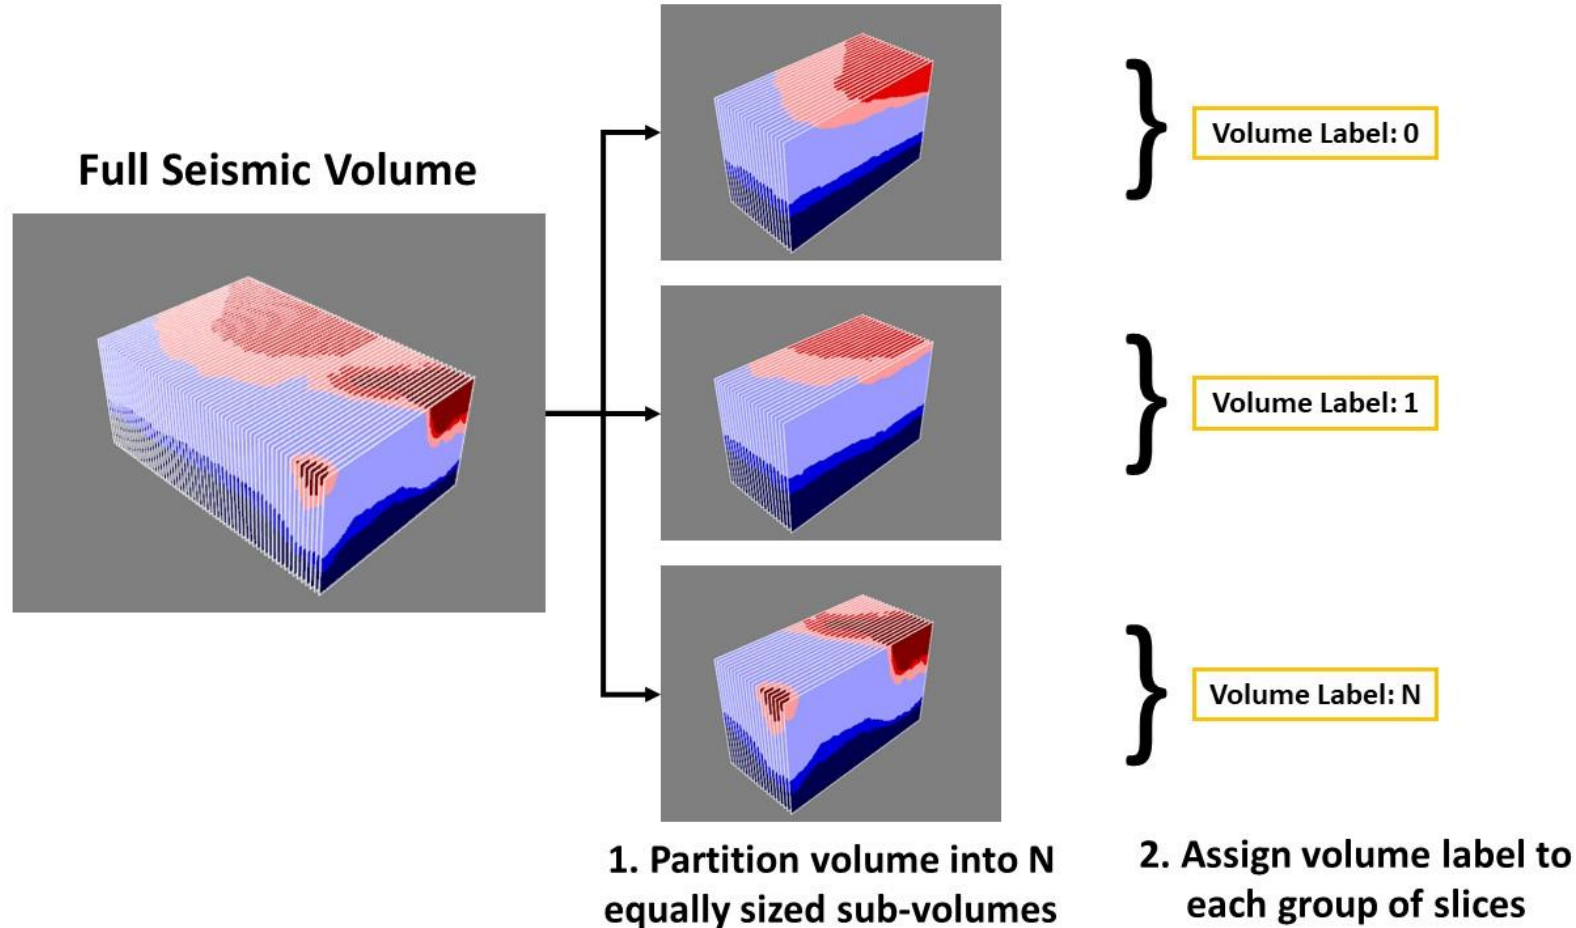 Full Seismic Volume
Volume Label: 0
Volume Label: 1
Volume Label: N
1. Partition volume into N
equally sized sub-volumes
2. Assign volume label to
each group of slices